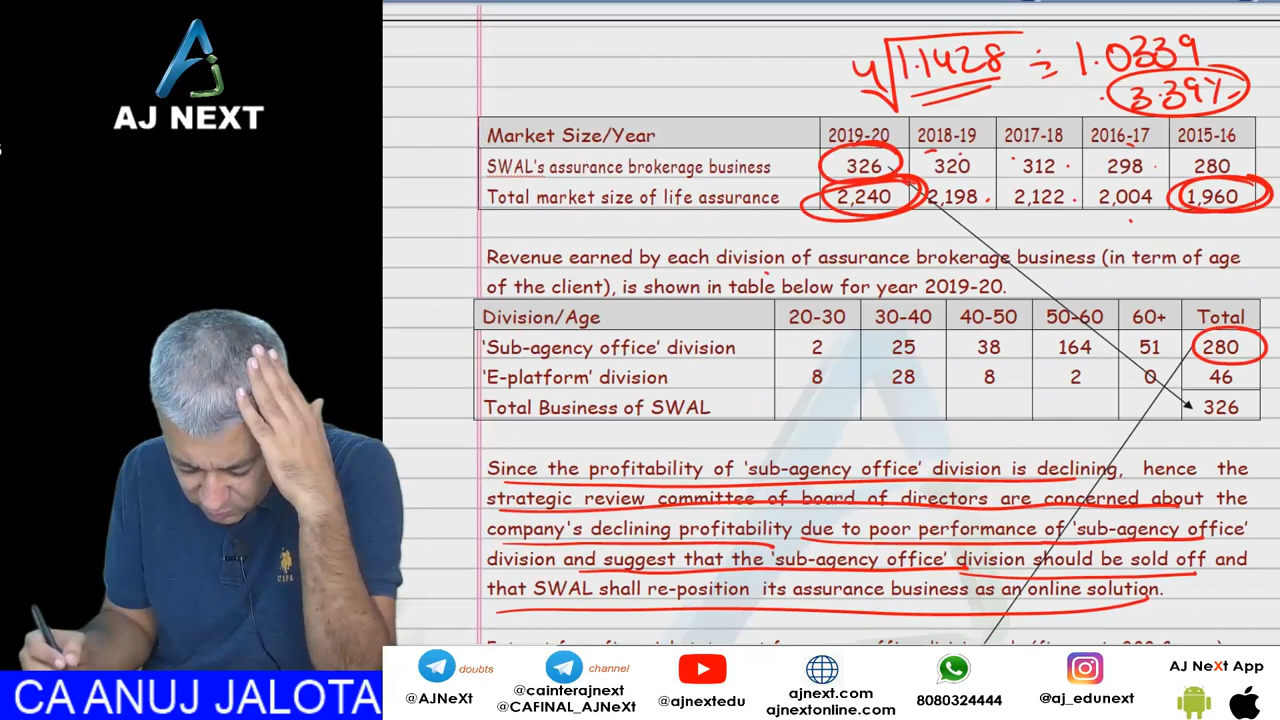 AJ NEXT
4√1.1428 = 1.0339
3.39%
Market Size/Year 2019-20 2018-19 2017-18 2016-17 2015-16
SWAL's assurance brokerage business 326 320 312 298 280
Total market size of life assurance 2,240 2,198 2,122 2,004 1,960
Revenue earned by each division of assurance brokerage business (in term of age
of the client), is shown in table below for year 2019-20.
Division/Age 20-30 30-40 40-50 50-60 60+ Total
'Sub-agency office' division 2 25 38 164 51 280
'E-platform' division 8 28 8 2 0 46
Total Business of SWAL 326
Since the profitability of 'sub-agency office' division is declining, hence the
strategic review committee of board of directors are concerned about the
company's declining profitability due to poor performance of 'sub-agency office'
division and suggest that the 'sub-agency office' division should be sold off and
that SWAL shall re-position its assurance business as an online solution.
USPA
CA ANUJ JALOTA
doubts
@AJNeXt
channel
@cainterajnext
@CAFINAL_AJNeXt
@ajnextedu
ajnext.com
ajnextonline.com
8080324444
@aj_edunext
AJ NeXt App